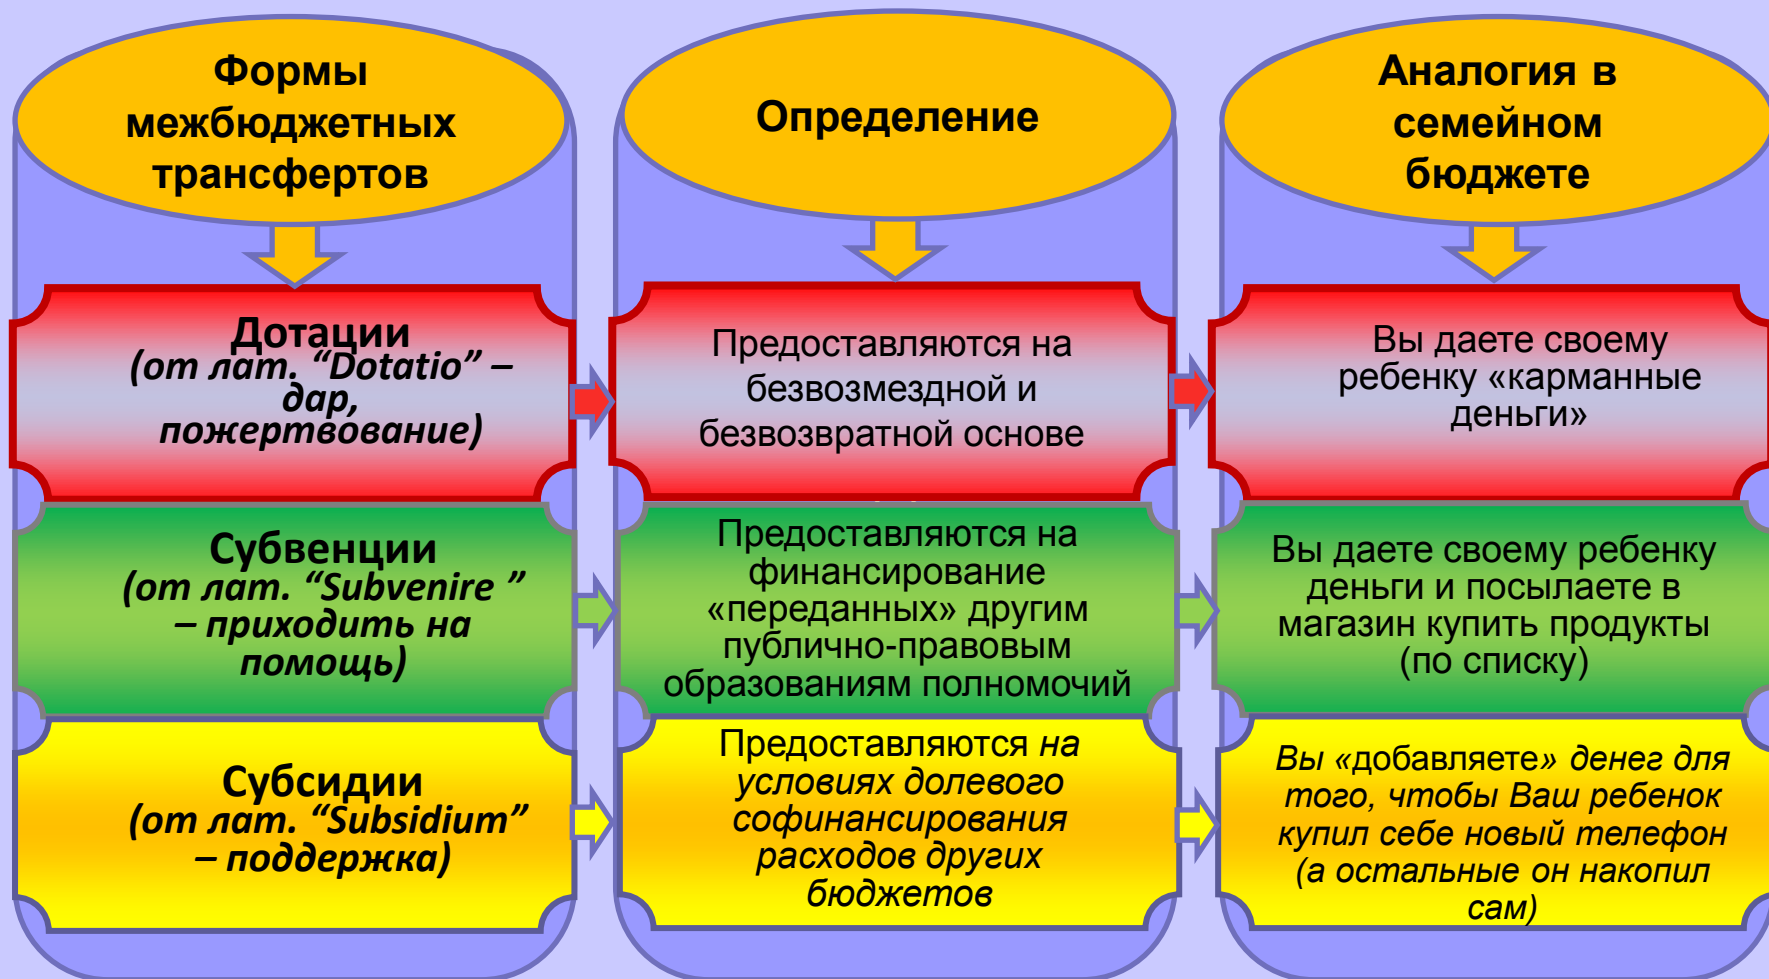 Формы
межбюджетных
трансфертов
Определение
Аналогия в
семейном
бюджете
Дотации
(от лат. “Dotatio” –
дар,
пожертвование)
Предоставляются на
безвозмездной и
безвозвратной основе
Вы даете своему
ребенку «карманные
деньги»
Субвенции
(от лат. “Subvenire ”
– приходить на
помощь)
Предоставляются на
финансирование
«переданных» другим
публично-правовым
образованиям полномочий
Вы даете своему ребенку
деньги и посылаете в
магазин купить продукты
(по списку)
Субсидии
(от лат. “Subsidium”
– поддержка)
Предоставляются на
условиях долевого
софинансирования
расходов других
бюджетов
Вы «добавляете» денег для
того, чтобы Ваш ребенок
купил себе новый телефон
(а остальные он накопил
сам)